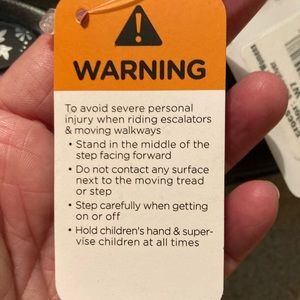 WARNING
To avoid severe personal
injury when riding escalators
& moving walkways
• Stand in the middle of the
step facing forward
• Do not contact any surface
next to the moving tread
or step
• Step carefully when getting
on or off
• Hold children's hand & super-
vise children at all times